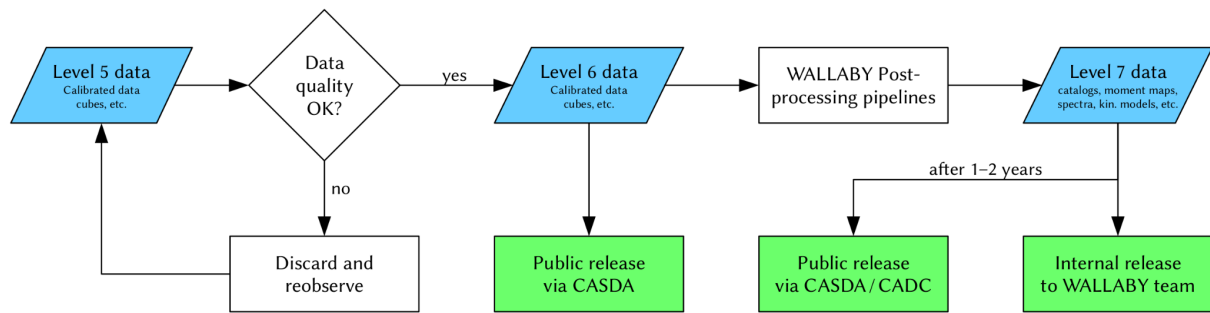 Level 5 data
Calibrated data
cubes, etc.
Data
quality
OK?
yes
Level 6 data
Calibrated data
cubes, etc.
WALLABY Post-
processing pipelines
Level 7 data
catalogs, moment maps,
spectra, kin. models, etc.
no
after 1–2 years
Discard and
reobserve
Public release
via CASDA
Public release
via CASDA / CADC
Internal release
to WALLABY team